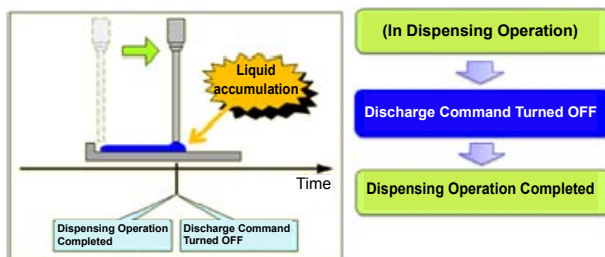 Liquid
accumulation
Time
Dispensing Operation
Completed
Discharge Command
Turned OFF
(In Dispensing Operation)
Discharge Command Turned OFF
Dispensing Operation Completed